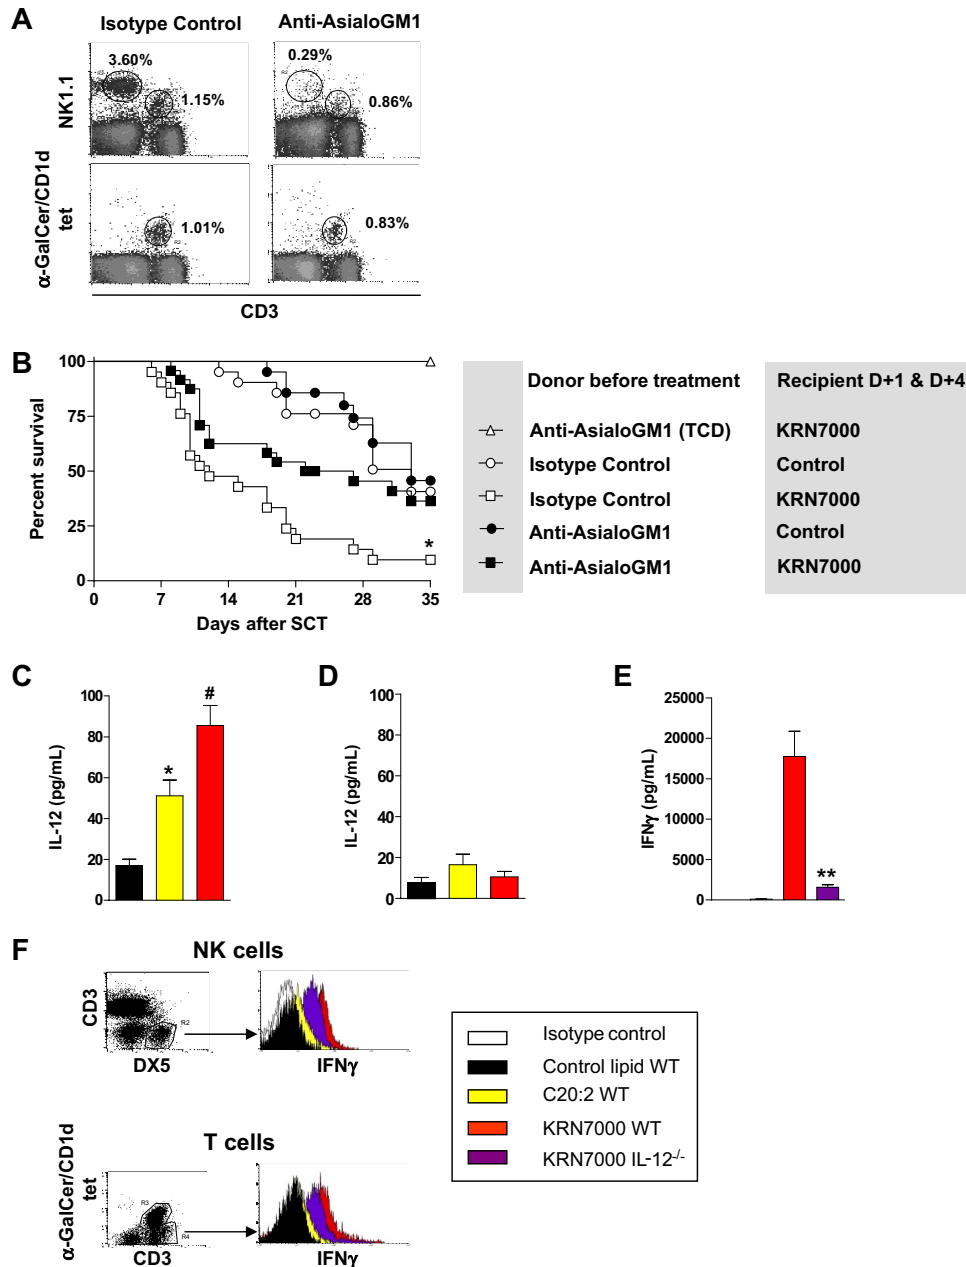 A
Isotype Control
Anti-AsialoGM1
NK1.1
3.60%
1.15%
0.29%
R2
0.86%
α-GalCer/CD1d
tet
1.01%
R2
0.83%
CD3
B
Percent survival
100
75
50
25
0
0 7 14 21 28 35
Days after SCT
*
Donor before treatment Recipient D+1 & D+4
Anti-AsialoGM1 (TCD) KRN7000
Isotype Control Control
Isotype Control KRN7000
Anti-AsialoGM1 Control
Anti-AsialoGM1 KRN7000
C
IL-12 (pg/mL)
100
80
60
40
20
0
*
#
D
IL-12 (pg/mL)
100
80
60
40
20
0
E
IFNγ (pg/mL)
25000
20000
15000
10000
5000
0
**
F
NK cells
CD3
R2
DX5
IFNγ
T cells
α-GalCer/CD1d
tet
R3
R4
CD3
IFNγ
Isotype control
Control lipid WT
C20:2 WT
KRN7000 WT
KRN7000 IL-12-/-